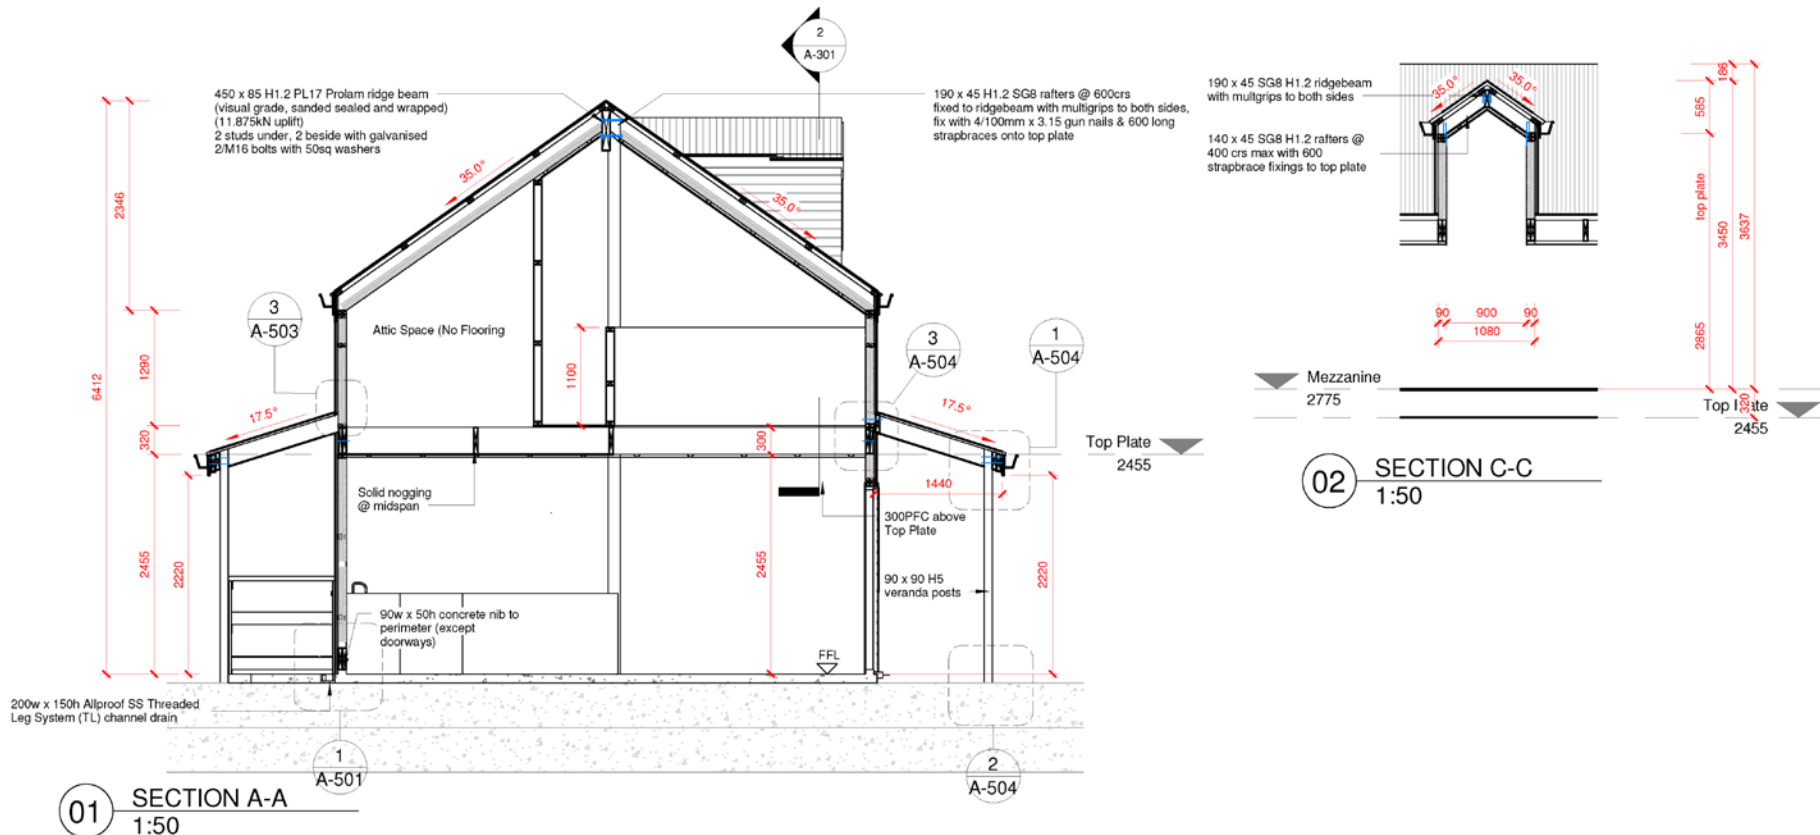 2
A-301
450 x 85 H1.2 PL17 Prolam ridge beam
(visual grade, sanded sealed and wrapped)
(11.875kN uplift)
2 studs under, 2 beside with galvanised
2/M16 bolts with 50sq washers
190 x 45 H1.2 SG8 rafters @ 600crs
fixed to ridgebeam with multigrips to both sides,
fix with 4/100mm x 3.15 gun nails & 600 long
strapbraces onto top plate
35.0°
35.0°
2346
1290
320
2455
6412
2220
3
A-503
Attic Space (No Flooring
1100
3
A-504
1
A-504
17.5°
17.5°
300
Top Plate
2455
1440
Solid nogging
@ midspan
300PFC above
Top Plate
2455
2220
90 x 90 H5
veranda posts
90w x 50h concrete nib to
perimeter (except
doorways)
FFL
200w x 150h Allproof SS Threaded
Leg System (TL) channel drain
1
A-501
2
A-504
01
SECTION A-A
1:50
190 x 45 SG8 H1.2 ridgebeam
with multgrips to both sides
140 x 45 SG8 H1.2 rafters @
400 crs max with 600
strapbrace fixings to top plate
35.0°
35.0°
186
585
top plate
3450
3637
2865
90
900
90
1080
Mezzanine
2775
320
Top Plate
2455
02
SECTION C-C
1:50